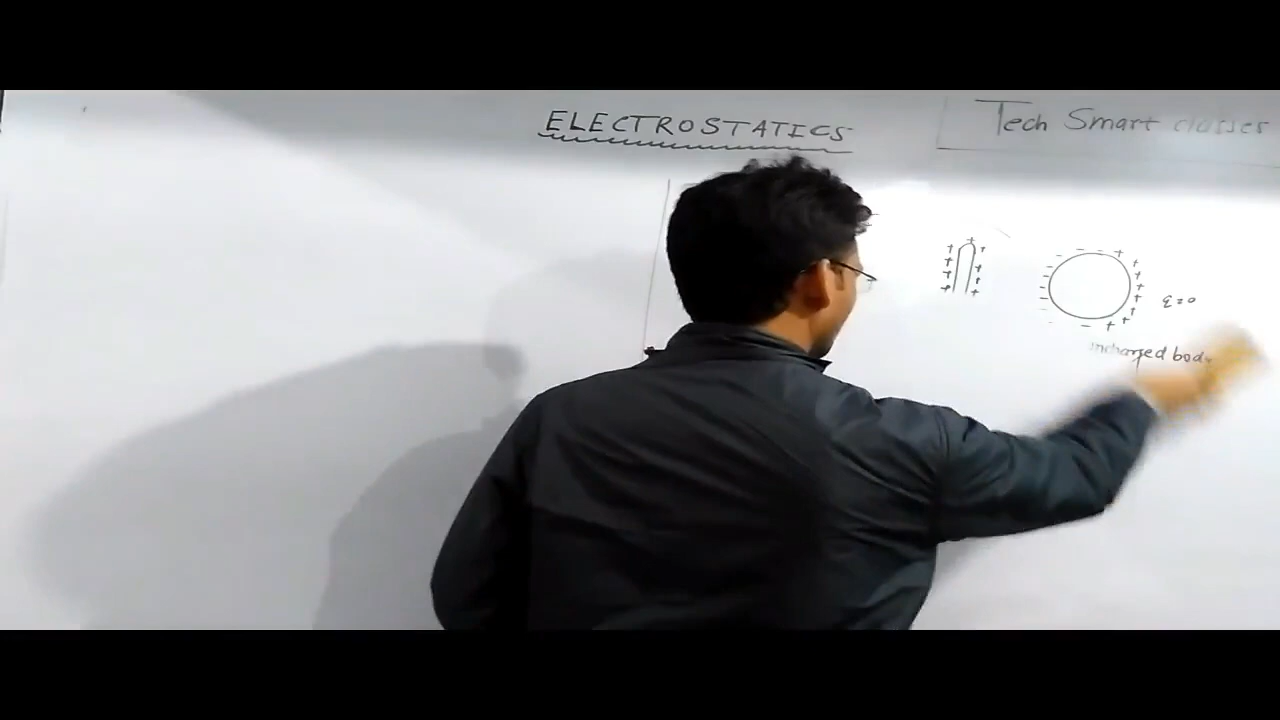 ELECTROSTATICS
Tech Smart classes
q = 0
uncharged body